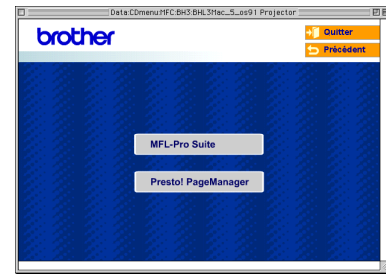 Data:CDmenu:MFC:BH3:BHL3Mac_5_os91 Projector
brother
Quitter
Précédent
MFL-Pro Suite
Presto! PageManager